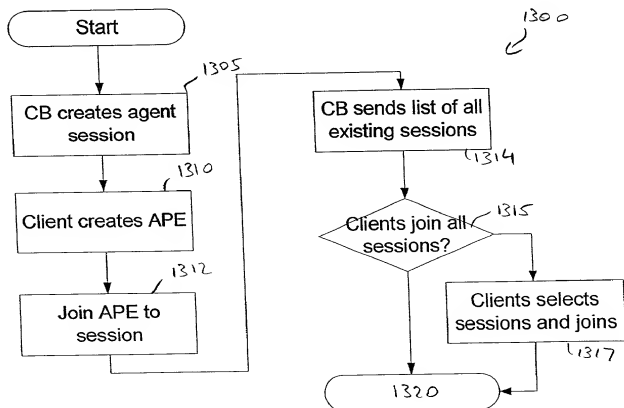 Start
1300
1305
CB creates agent
session
1310
Client creates APE
1312
Join APE to
session
CB sends list of all
existing sessions
1314
Clients join all
sessions?
1315
Clients selects
sessions and joins
1317
1320